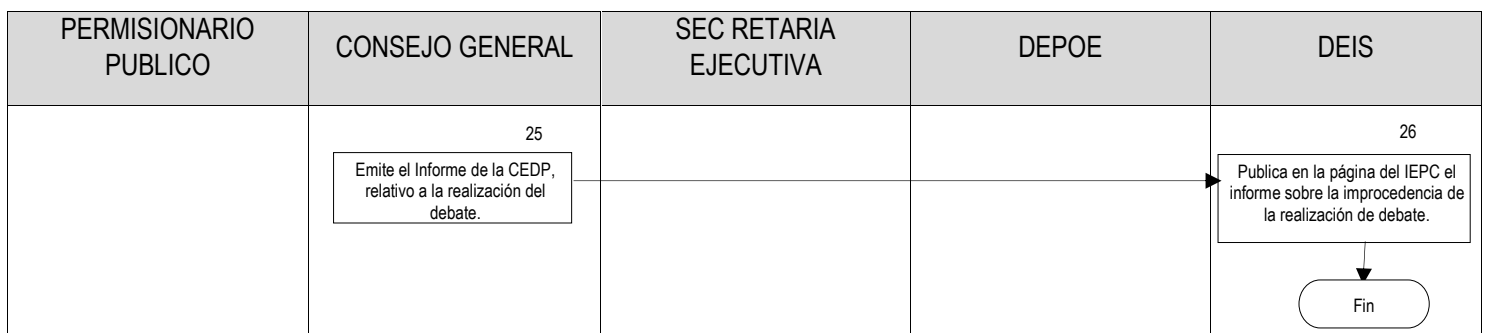 PERMISIONARIO
PUBLICO
CONSEJO GENERAL
SEC RETARIA
EJECUTIVA
DEPOE
DEIS
25
Emite el Informe de la CEDP,
relativo a la realización del
debate.
26
Publica en la página del IEPC el
informe sobre la improcedencia de
la realización de debate.
Fin